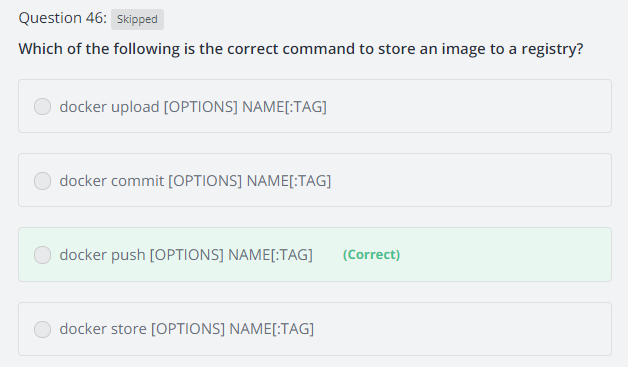 Question 46: Skipped
Which of the following is the correct command to store an image to a registry?
docker upload [OPTIONS] NAME[:TAG]
docker commit [OPTIONS] NAME[:TAG]
docker push [OPTIONS] NAME[:TAG] (Correct)
docker store [OPTIONS] NAME[:TAG]